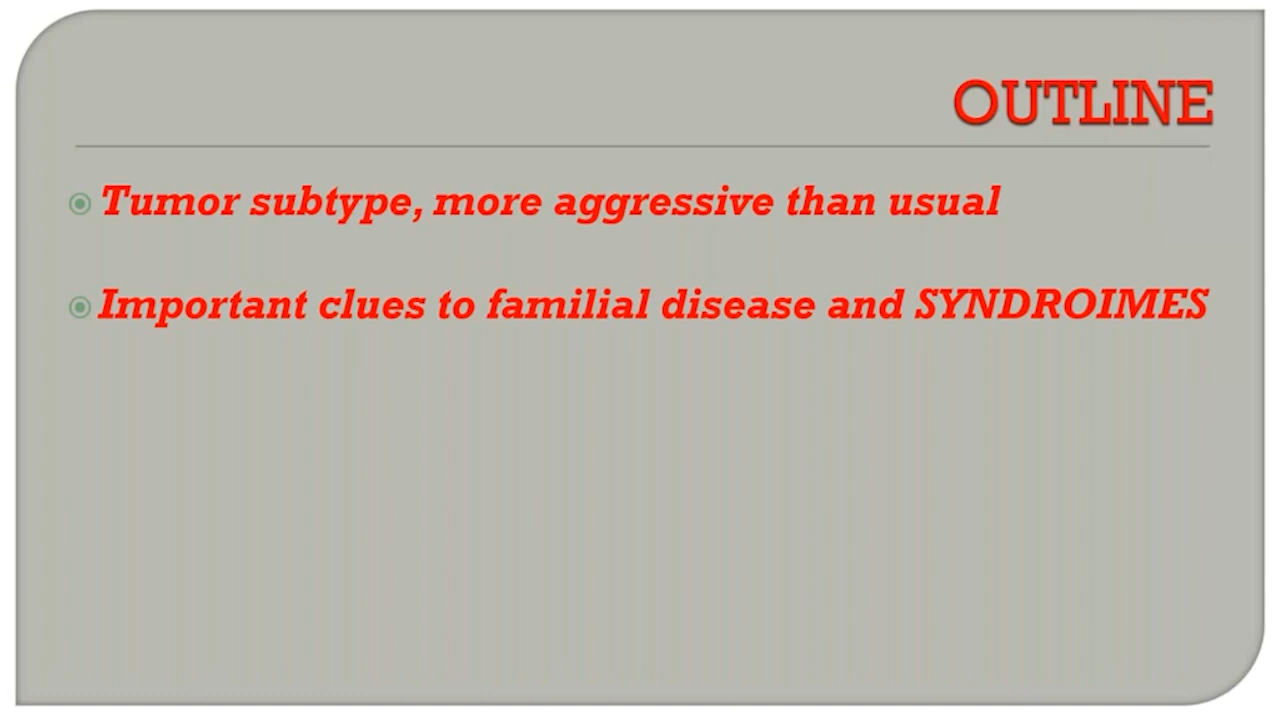 OUTLINE
Tumor subtype, more aggressive than usual
Important clues to familial disease and SYNDROIMES